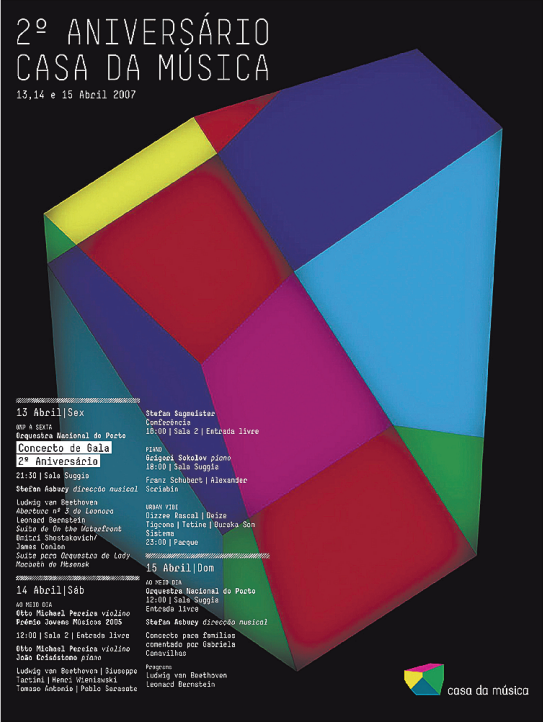 2º ANIVERSÁRIO
CASA DA MÚSICA
13,14 e 15 Abril 2007
13 Abril|Sex
ONP À SEXTA
Orquestra Nacional do Porto
Concerto de Gala
2º Aniversário
21:30|Sala Suggia
Stefan Asbury direcção musical
Ludwig van Beethoven
Abertura nº 3 de Leonora
Leonard Bernstein
Suite de On the Waterfront
Dmitri Shostakovich/
James Conlon
Suite para Orquestra de Lady
Macbeth de Mtsensk
14 Abril|Sáb
AO MEIO DIA
Otto Michael Pereira violino
Prémio Jovens Músicos 2005
12:00|Sala 2|Entrada livre
Otto Michael Pereira violino
João Crisóstomo piano
Ludwig van Beethoven|Giuseppe
Tartini|Henri Wieniawski
Tomaso Antonio|Pablo Sarasate
Stefan Sagmeister
Conferência
18:00|Sala 2|Entrada livre
PIANO
Grigori Sokolov piano
18:00|Sala Suggia
Franz Schubert|Alexander
Scriabin
URBAN VIBE
Dizzee Rascal|Deize
Tigrona|Tetine|Buraka Som
Sistema
23:00|Parque
15 Abril|Dom
AO MEIO DIA
Orquestra Nacional do Porto
12:00|Sala Suggia
Entrada livre
Stefan Asbury direcção musical
Concerto para famílias
comentado por Gabriela
Canavilhas
Programa
Ludwig van Beethoven
Leonard Bernstein
casa da música